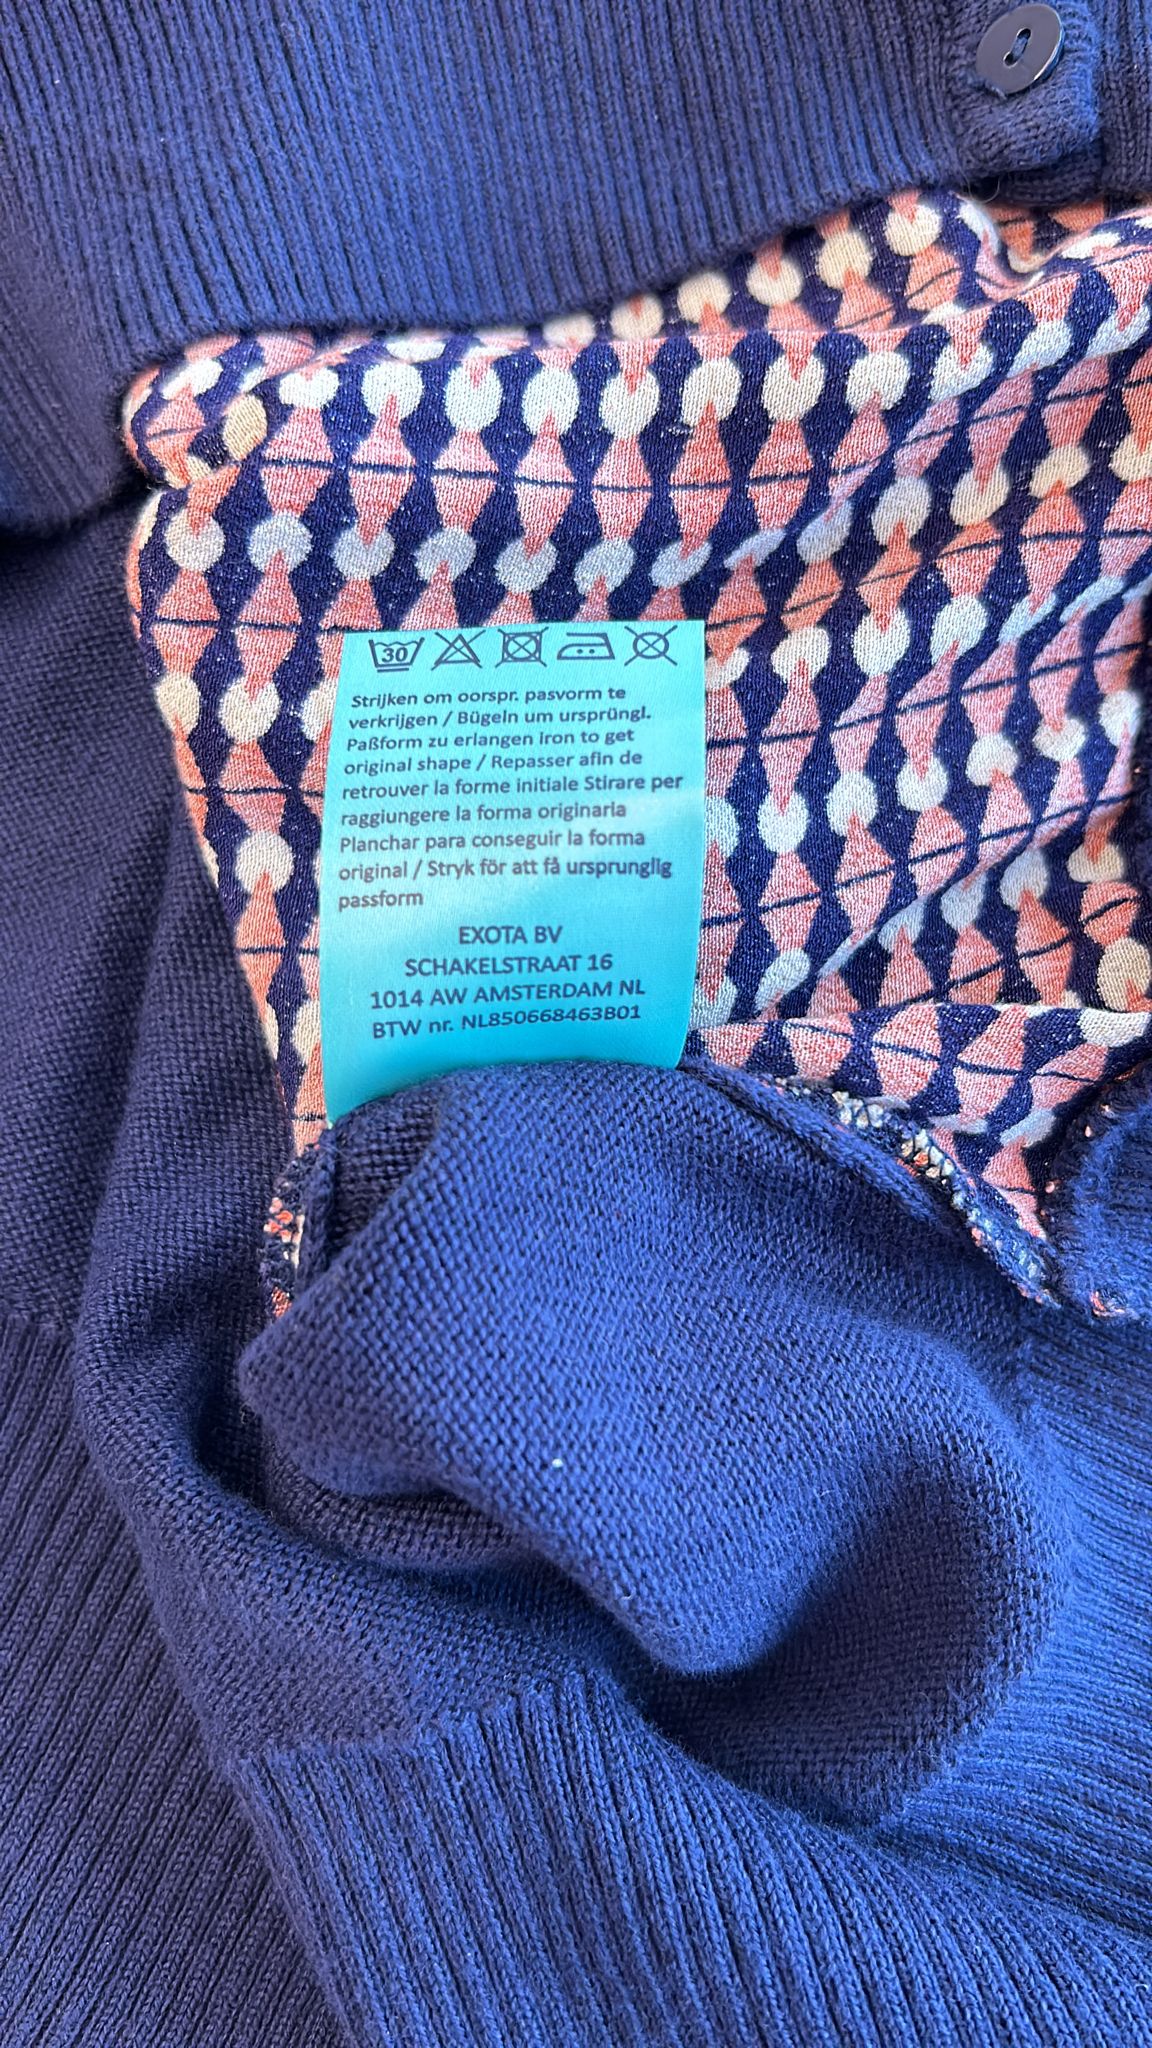 30
Strijken om oorspr. pasvorm te
verkrijgen / Bügeln um ursprüngl.
Paßform zu erlangen iron to get
original shape / Repasser afin de
retrouver la forme initiale Stirare per
raggiungere la forma originaria
Planchar para conseguir la forma
original / Stryk för att få ursprunglig
passform
EXOTA BV
SCHAKELSTRAAT 16
1014 AW AMSTERDAM NL
BTW nr. NL850668463B01